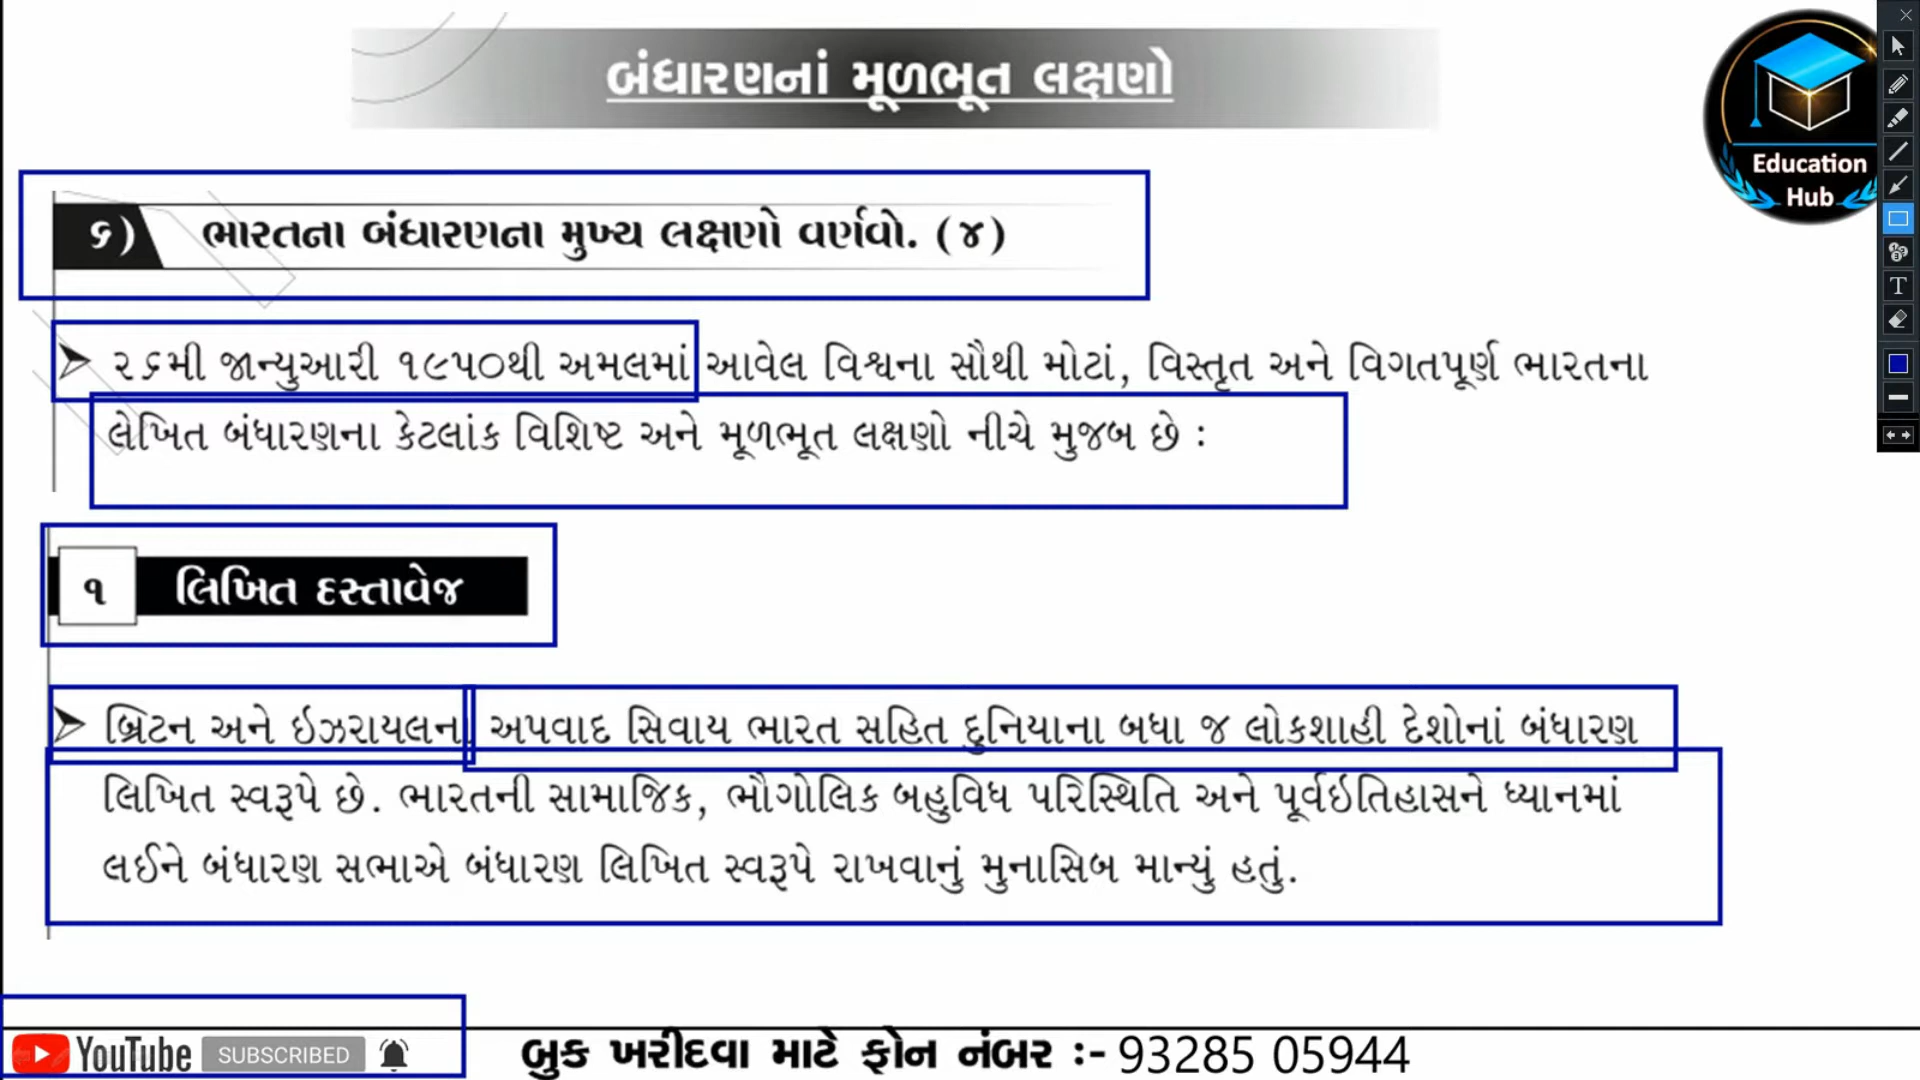 બંધારણનાં મૂળભૂત લક્ષણો
Education
Hub
૬) ભારતના બંધારણના મુખ્ય લક્ષણો વર્ણવો. (૪)
➢ ૨૬મી જાન્યુઆરી ૧૯૫૦થી અમલમાં આવેલ વિશ્વના સૌથી મોટાં, વિસ્તૃત અને વિગતપૂર્ણ ભારતના
લેખિત બંધારણના કેટલાંક વિશિષ્ટ અને મૂળભૂત લક્ષણો નીચે મુજબ છે :
૧ લિખિત દસ્તાવેજ
➢ બ્રિટન અને ઇઝરાયલના અપવાદ સિવાય ભારત સહિત દુનિયાના બધા જ લોકશાહી દેશોનાં બંધારણ
લિખિત સ્વરૂપે છે. ભારતની સામાજિક, ભૌગોલિક બહુવિધ પરિસ્થિતિ અને પૂર્વઇતિહાસને ધ્યાનમાં
લઈને બંધારણ સભાએ બંધારણ લિખિત સ્વરૂપે રાખવાનું મુનાસિબ માન્યું હતું.
YouTube SUBSCRIBED બુક ખરીદવા માટે ફોન નંબર :- 93285 05944